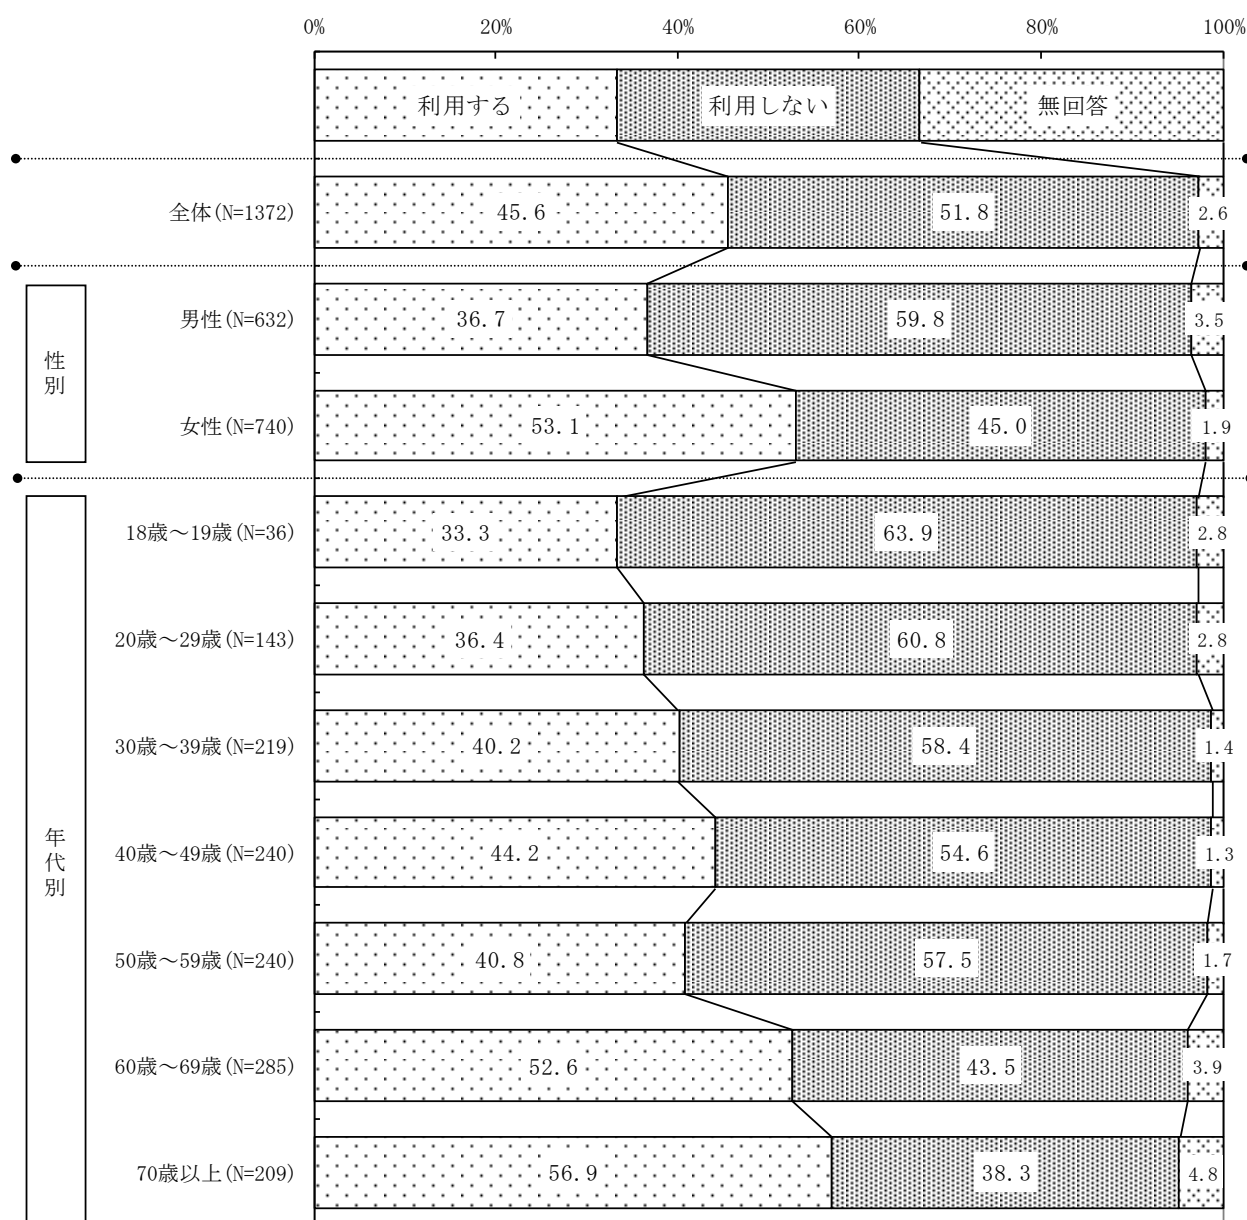 0% 20% 40% 60% 80% 100%
利用する 利用しない 無回答
全体(N=1372) 45.6 51.8 2.6
性別
男性(N=632) 36.7 59.8 3.5
女性(N=740) 53.1 45.0 1.9
年代別
18歳～19歳(N=36) 33.3 63.9 2.8
20歳～29歳(N=143) 36.4 60.8 2.8
30歳～39歳(N=219) 40.2 58.4 1.4
40歳～49歳(N=240) 44.2 54.6 1.3
50歳～59歳(N=240) 40.8 57.5 1.7
60歳～69歳(N=285) 52.6 43.5 3.9
70歳以上(N=209) 56.9 38.3 4.8